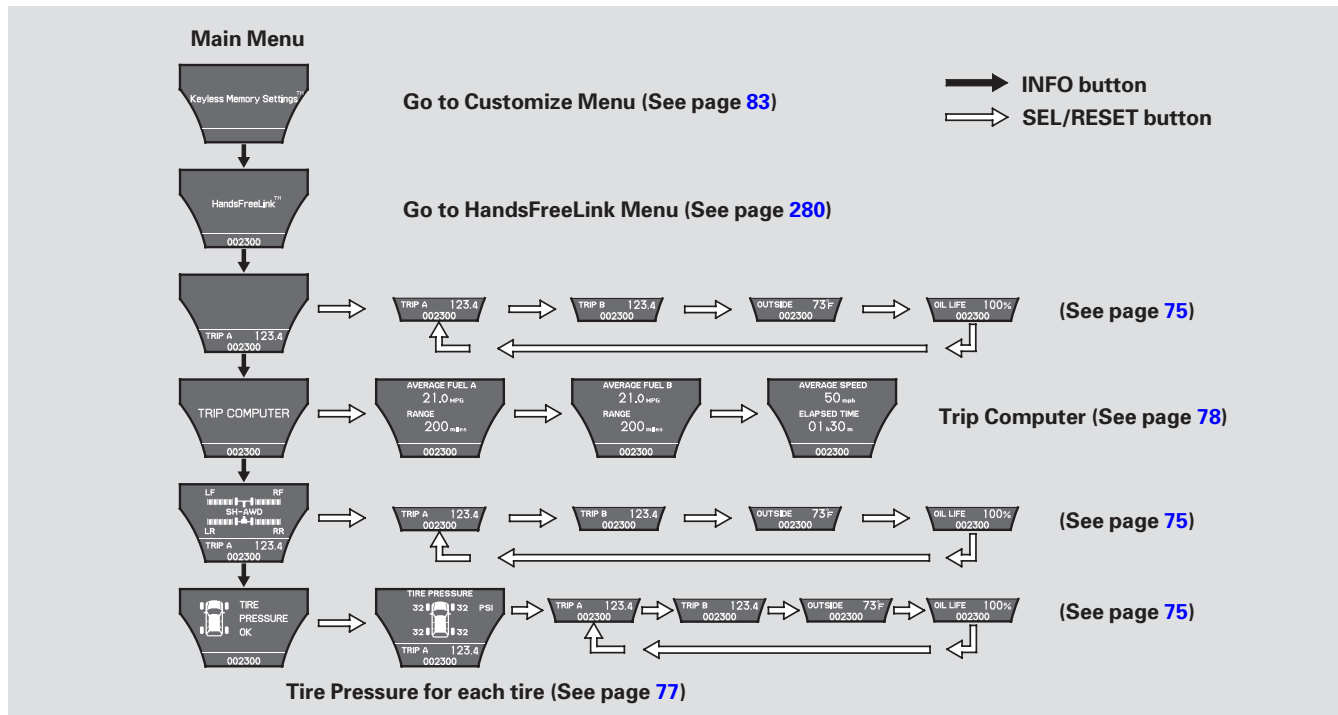 Main Menu
Keyless Memory Settings™
Go to Customize Menu (See page 83)
INFO button
SEL/RESET button
HandsFreeLink™
002300
Go to HandsFreeLink Menu (See page 280)
TRIP A 123.4
002300
TRIP A 123.4
002300
TRIP B 123.4
002300
OUTSIDE 73°F
002300
OIL LIFE 100%
002300
(See page 75)
TRIP COMPUTER
002300
AVERAGE FUEL A
21.0 MPG
RANGE
200 miles
002300
AVERAGE FUEL B
21.0 MPG
RANGE
200 miles
002300
AVERAGE SPEED
50 mph
ELAPSED TIME
01 h 30 m
002300
Trip Computer (See page 78)
LF RF
SH-AWD
LR RR
TRIP A 123.4
002300
TRIP A 123.4
002300
TRIP B 123.4
002300
OUTSIDE 73°F
002300
OIL LIFE 100%
002300
(See page 75)
TIRE
PRESSURE
OK
002300
TIRE PRESSURE
32 32 PSI
32 32
TRIP A 123.4
002300
TRIP A 123.4
002300
TRIP B 123.4
002300
OUTSIDE 73°F
002300
OIL LIFE 100%
002300
(See page 75)
Tire Pressure for each tire (See page 77)